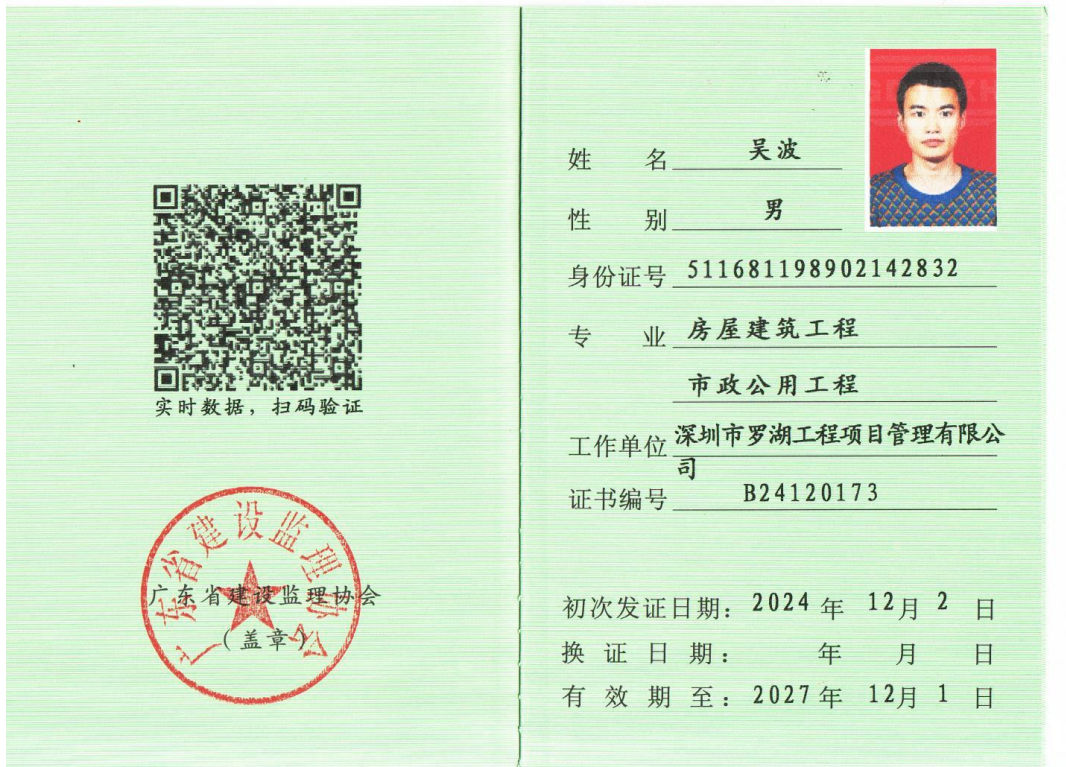 实时数据，扫码验证
广东省建设监理协会
广东省建设监理协会
（盖章）
姓 名 吴波
性 别 男
身份证号 511681198902142832
专 业 房屋建筑工程
市政公用工程
工作单位 深圳市罗湖工程项目管理有限公
司
证书编号 B24120173
初次发证日期： 2024 年 12 月 2 日
换 证 日 期： 年 月 日
有 效 期 至： 2027 年 12 月 1 日